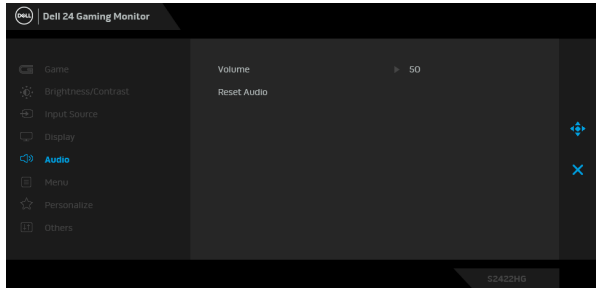 DELL Dell 24 Gaming Monitor
Game
Volume 50
Brightness/Contrast
Reset Audio
Input Source
Display
Audio
Menu
Personalize
Others
S2422HG